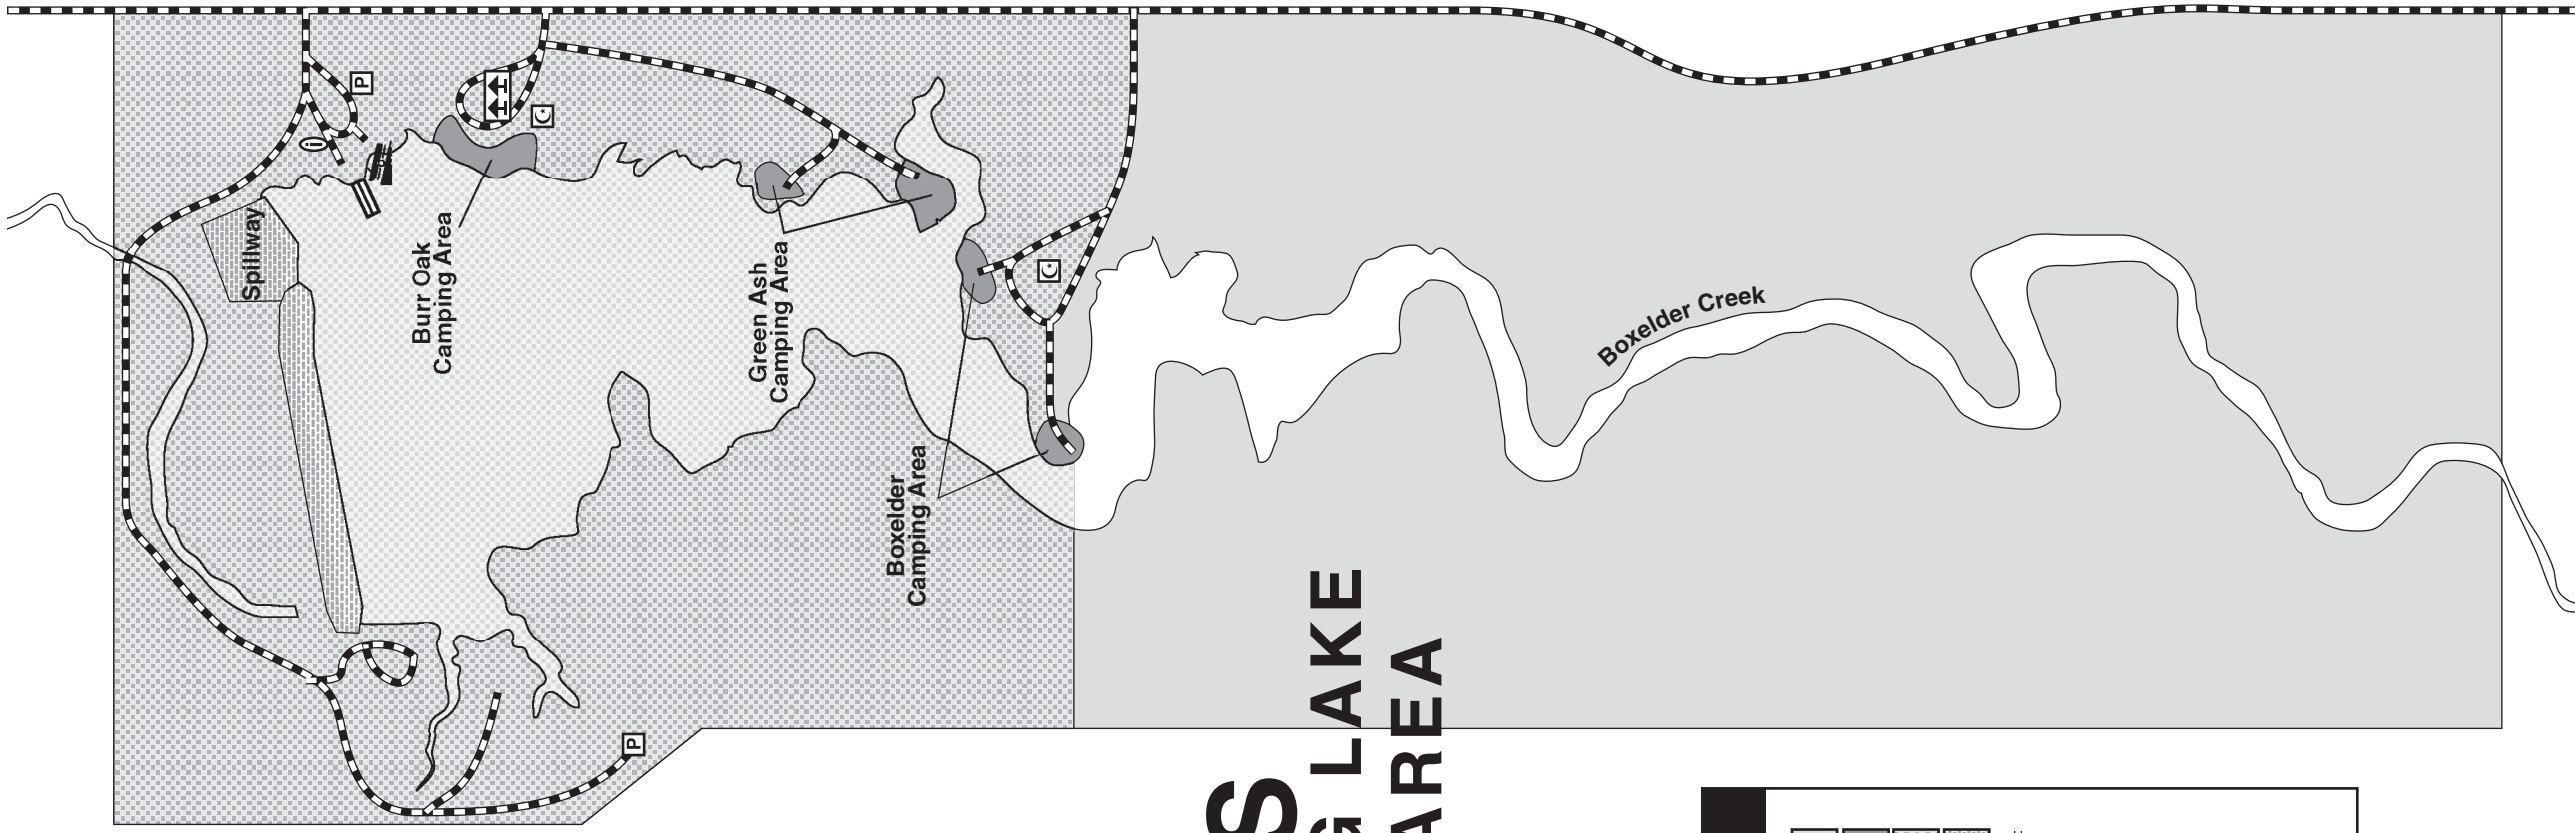 P
i
Spillway
Burr Oak
Camping Area
Green Ash
Camping Area
Boxelder
Camping Area
Boxelder Creek
P
S
G LAKE
AREA